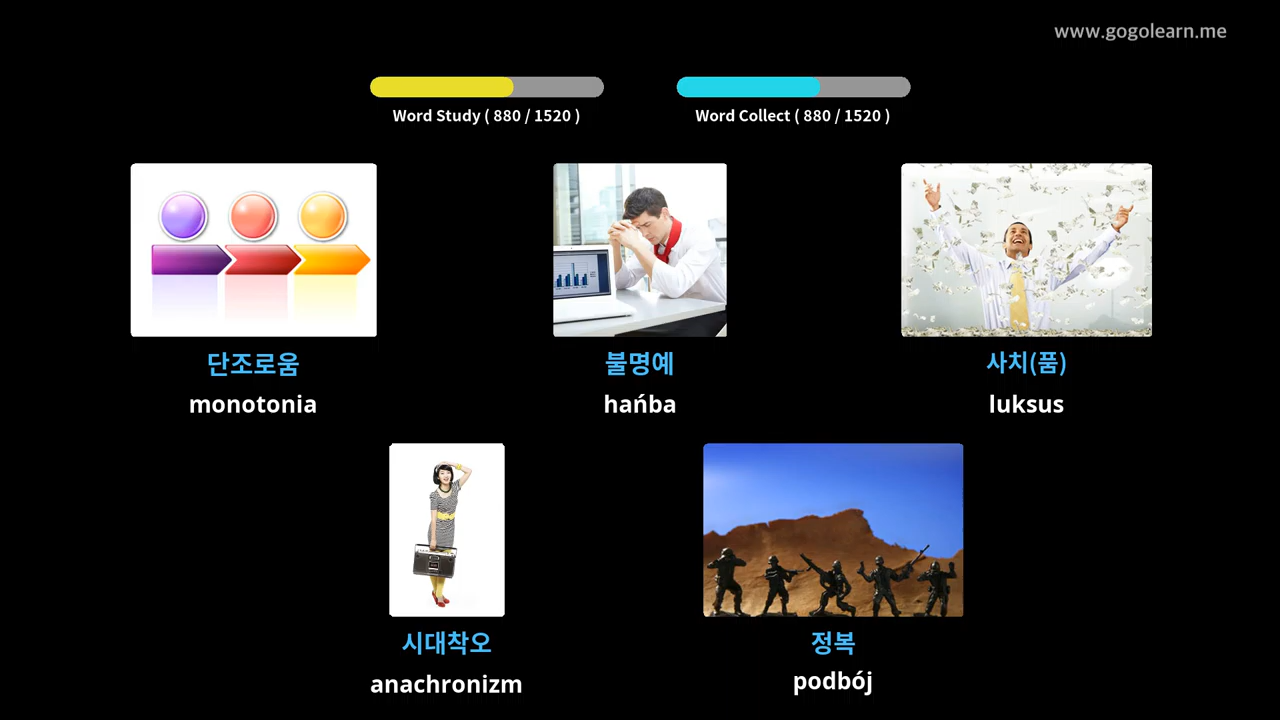 www.gogolearn.me
Word Study ( 880 / 1520 )
Word Collect ( 880 / 1520 )
단조로움
monotonia
불명예
hańba
사치(품)
luksus
시대착오
anachronizm
정복
podbój